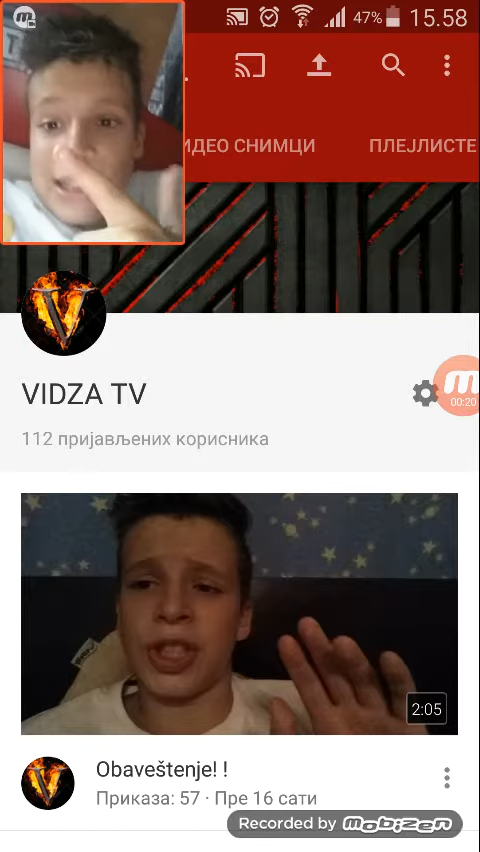 47% 15.58
ИДЕО СНИМЦИ ПЛЕЈЛИСТЕ
VIDZA TV
00:20
112 пријављених корисника
2:05
Obaveštenje! !
Приказа: 57 · Пре 16 сати
Recorded by mobizen